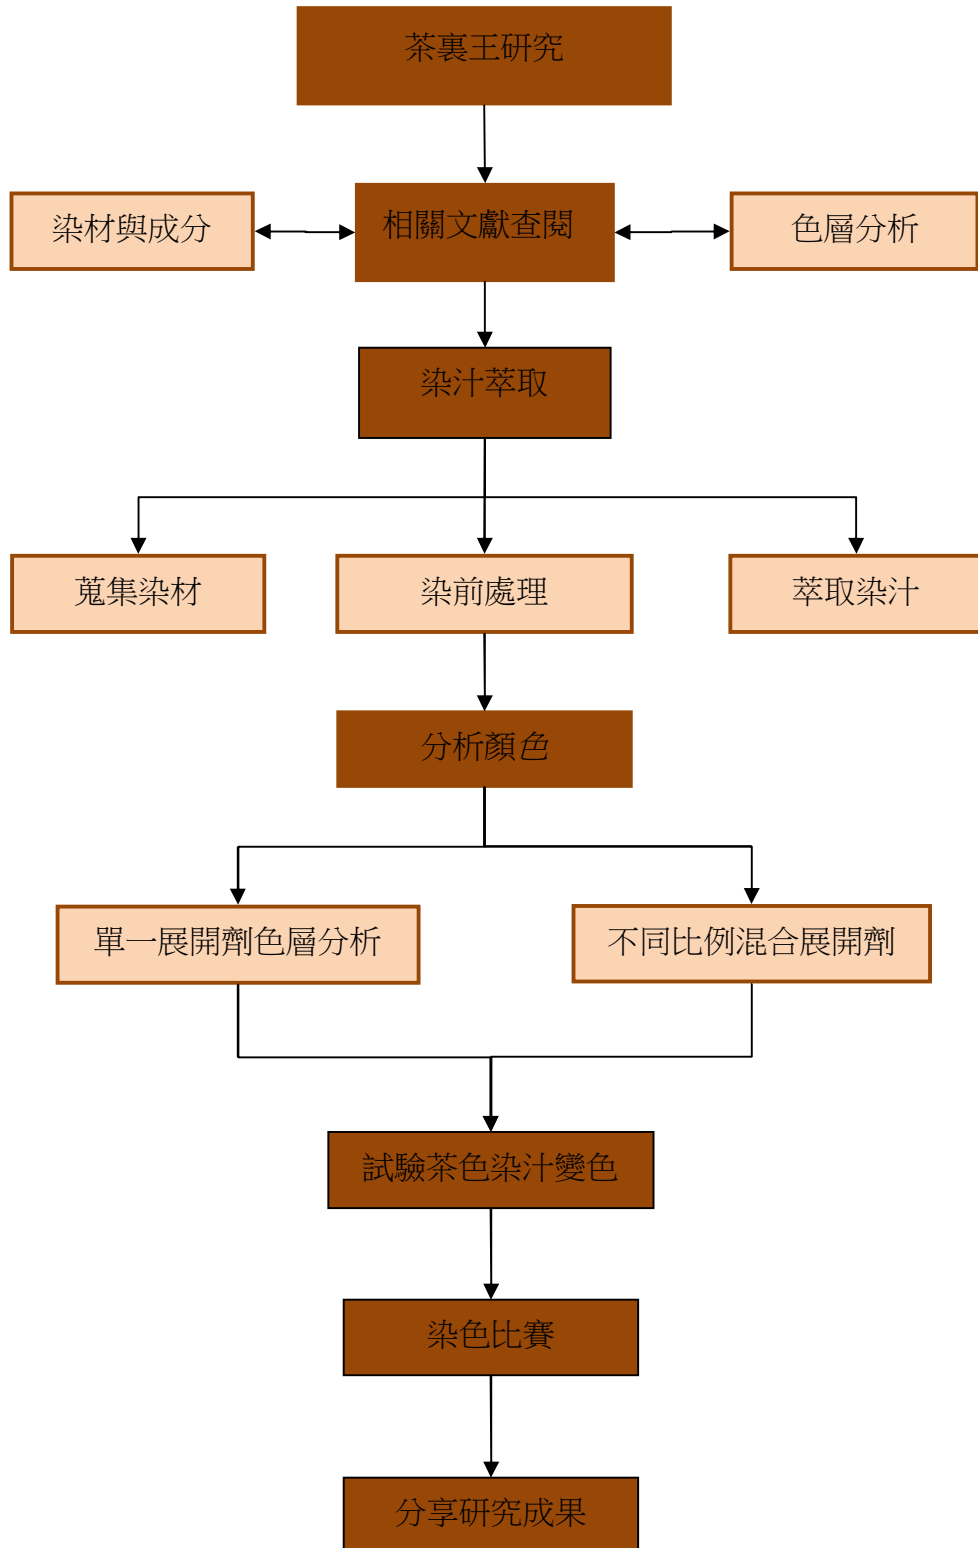 茶裏王研究
染材與成分
相關文獻查閱
色層分析
染汁萃取
蒐集染材
染前處理
萃取染汁
分析顏色
單一展開劑色層分析
不同比例混合展開劑
試驗茶色染汁變色
染色比賽
分享研究成果